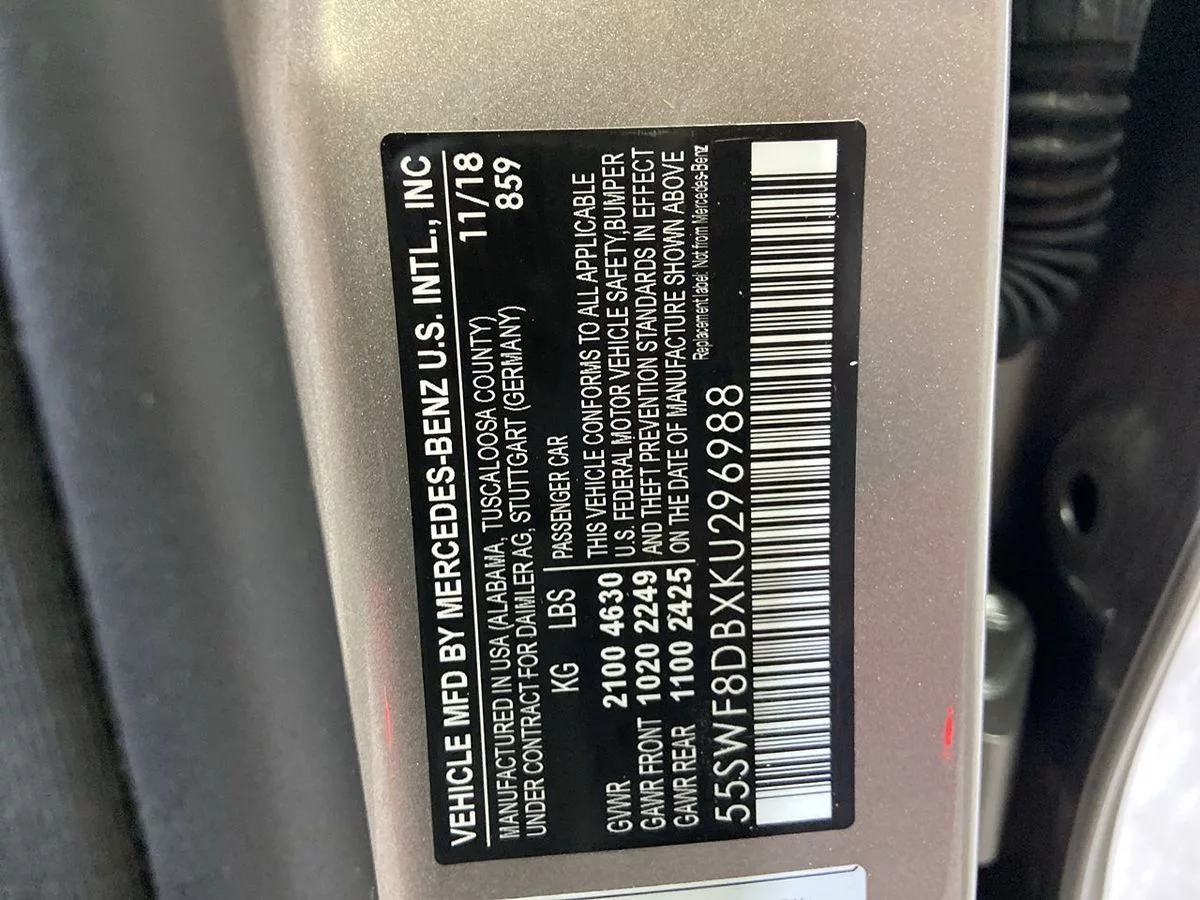 VEHICLE MFD BY MERCEDES-BENZ U.S. INTL., INC
MANUFACTURED IN USA (ALABAMA, TUSCALOOSA COUNTY) 11/18
UNDER CONTRACT FOR DAIMLER AG, STUTTGART (GERMANY) 859
KG LBS
PASSENGER CAR
GVWR 2100 4630
GAWR FRONT 1020 2249
GAWR REAR 1100 2425
THIS VEHICLE CONFORMS TO ALL APPLICABLE
U.S. FEDERAL MOTOR VEHICLE SAFETY,BUMPER
AND THEFT PREVENTION STANDARDS IN EFFECT
ON THE DATE OF MANUFACTURE SHOWN ABOVE
Replacement label: Not from Mercedes-Benz
55SWF8DBXKU296988